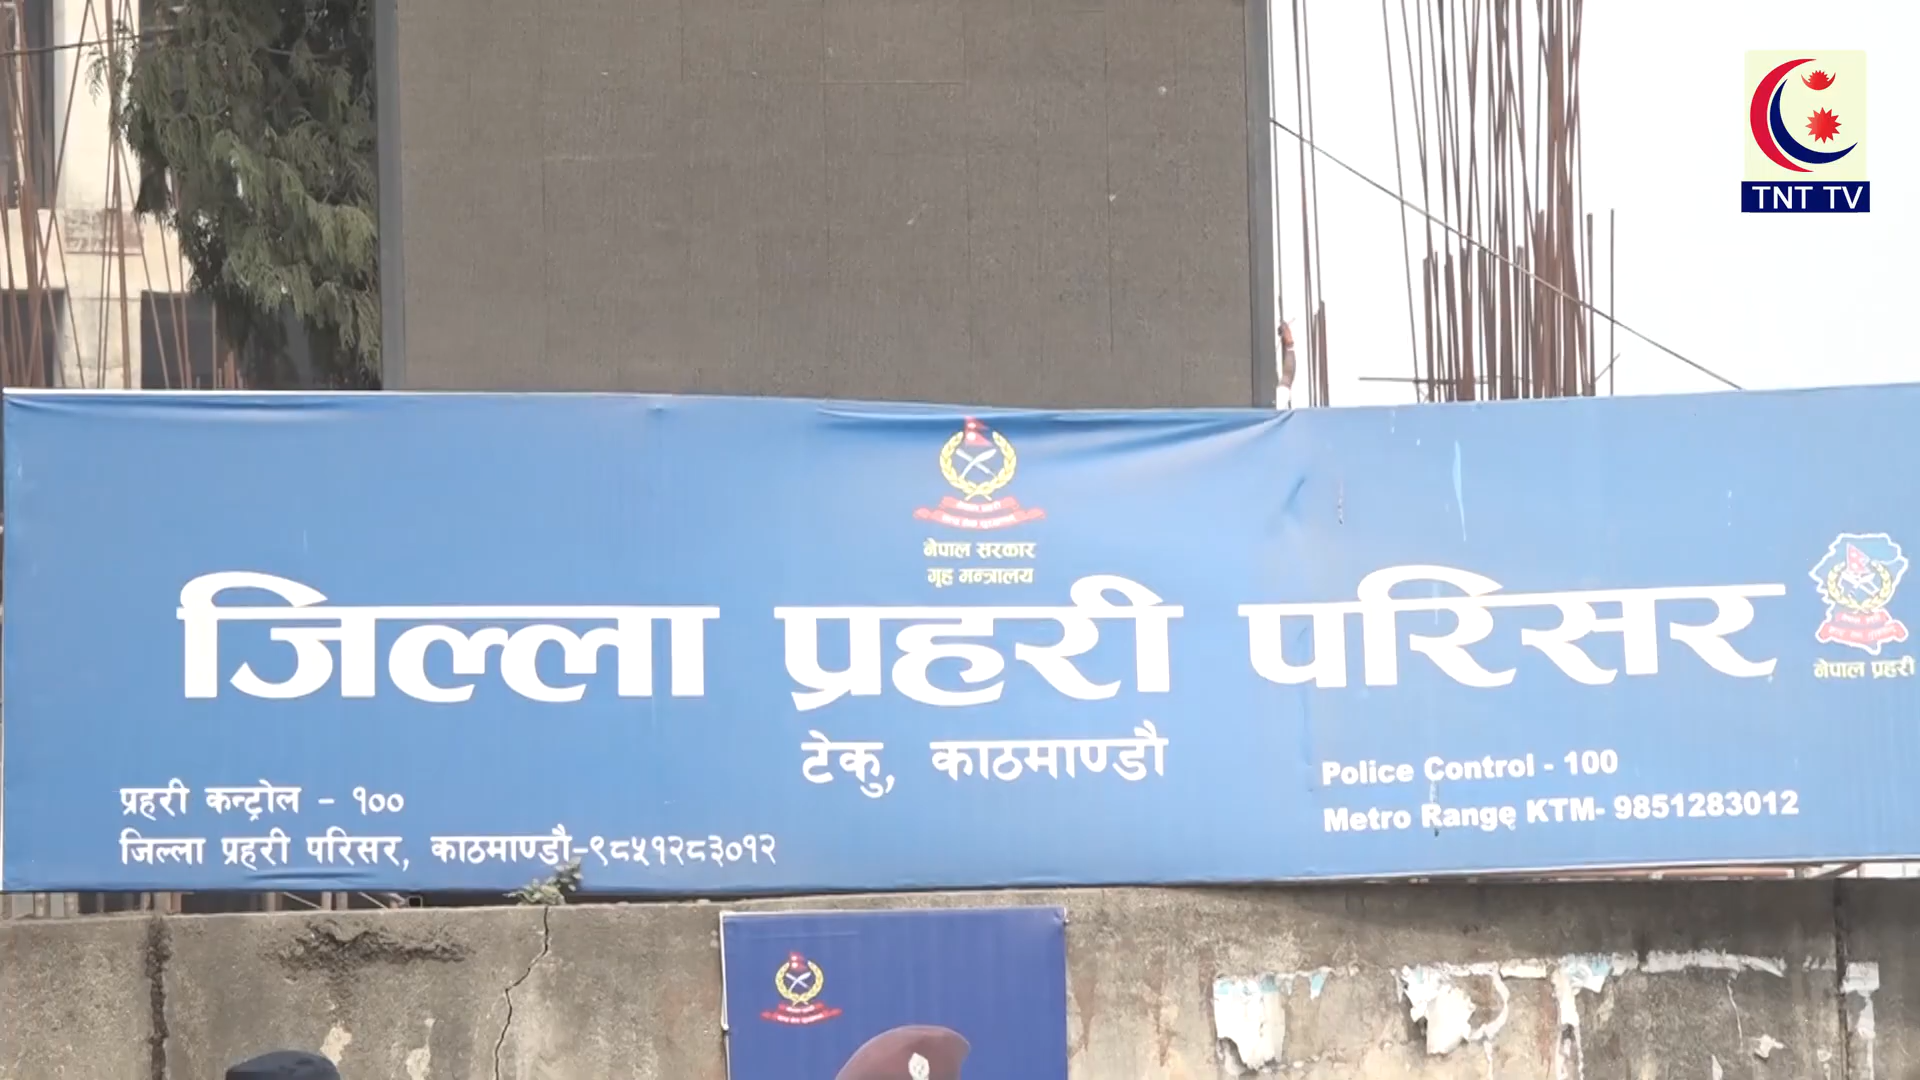 TNT TV
नेपाल सरकार
गृह मन्त्रालय
जिल्ला प्रहरी परिसर
नेपाल प्रहरी
टेकु, काठमाण्डौ
प्रहरी कन्ट्रोल - १००
जिल्ला प्रहरी परिसर, काठमाण्डौ-९८५१२८३०१२
Police Control - 100
Metro Range KTM- 9851283012